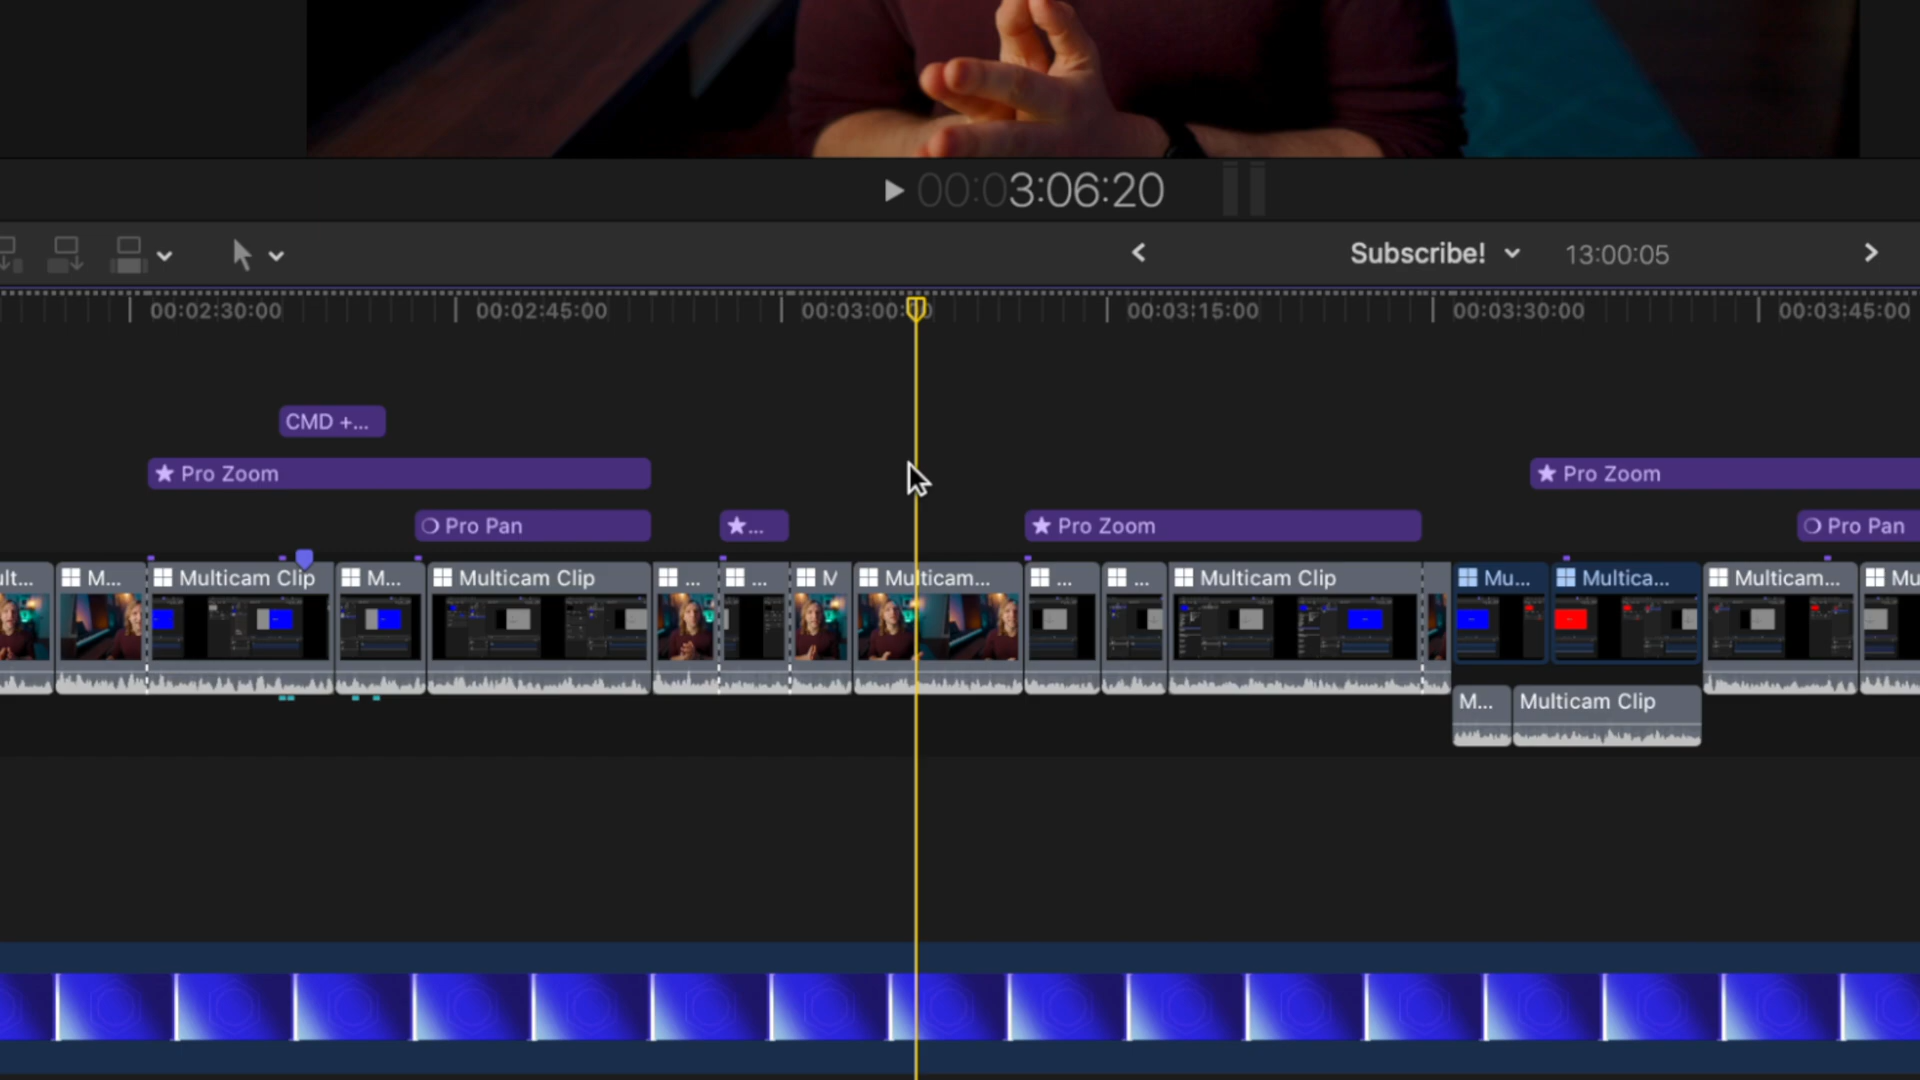 00:03:06:20
Subscribe! 13:00:05
00:02:30:00 00:02:45:00 00:03:00:00 00:03:15:00 00:03:30:00 00:03:45:00
CMD +...
Pro Zoom Pro Zoom
Pro Pan ... Pro Zoom Pro Pan
ult... M... Multicam Clip M... Multicam Clip ... ... M Multicam... ... ... Multicam Clip Mu... Multica... Multicam... Mu
M... Multicam Clip